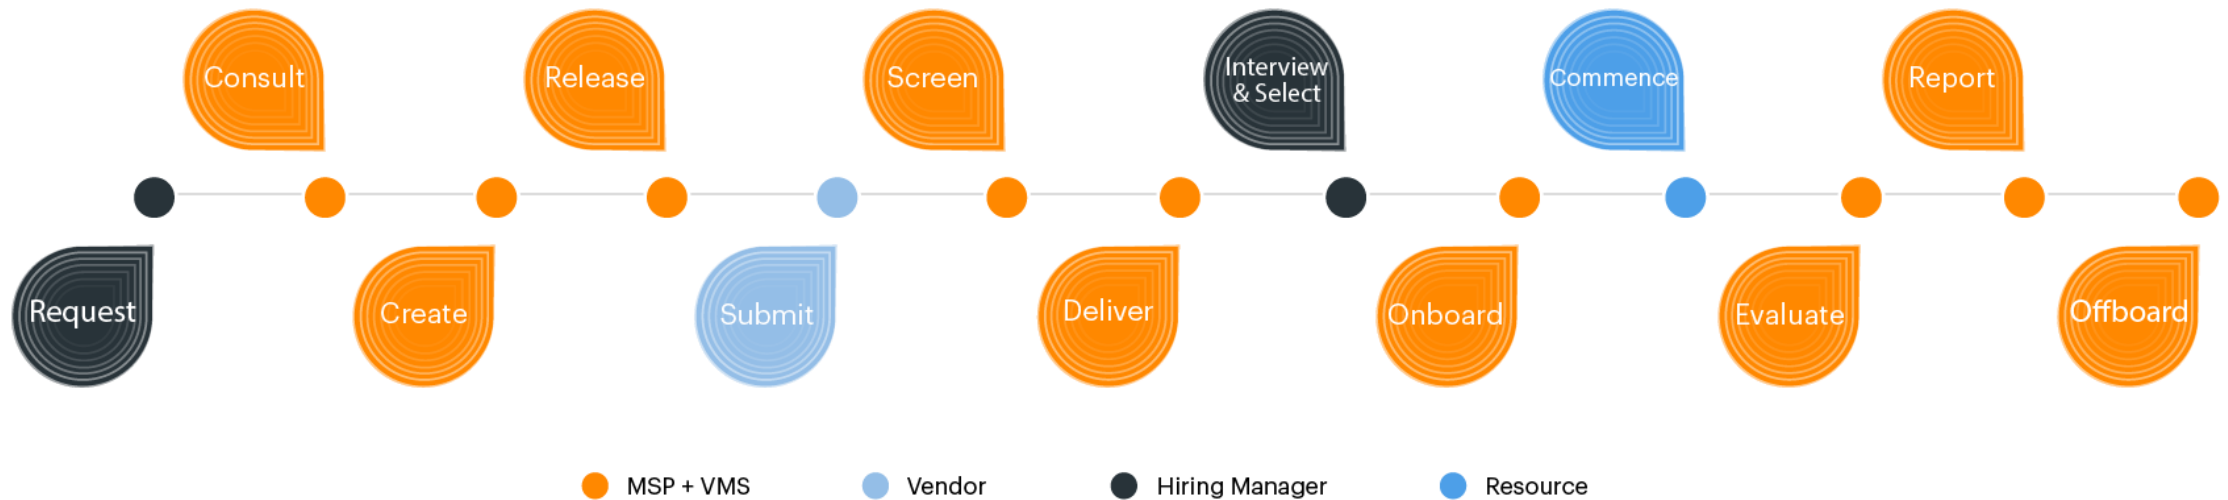 Consult
Release
Screen
Interview
& Select
Commence
Report
Request
Create
Submit
Deliver
Onboard
Evaluate
Offboard
MSP + VMS
Vendor
Hiring Manager
Resource